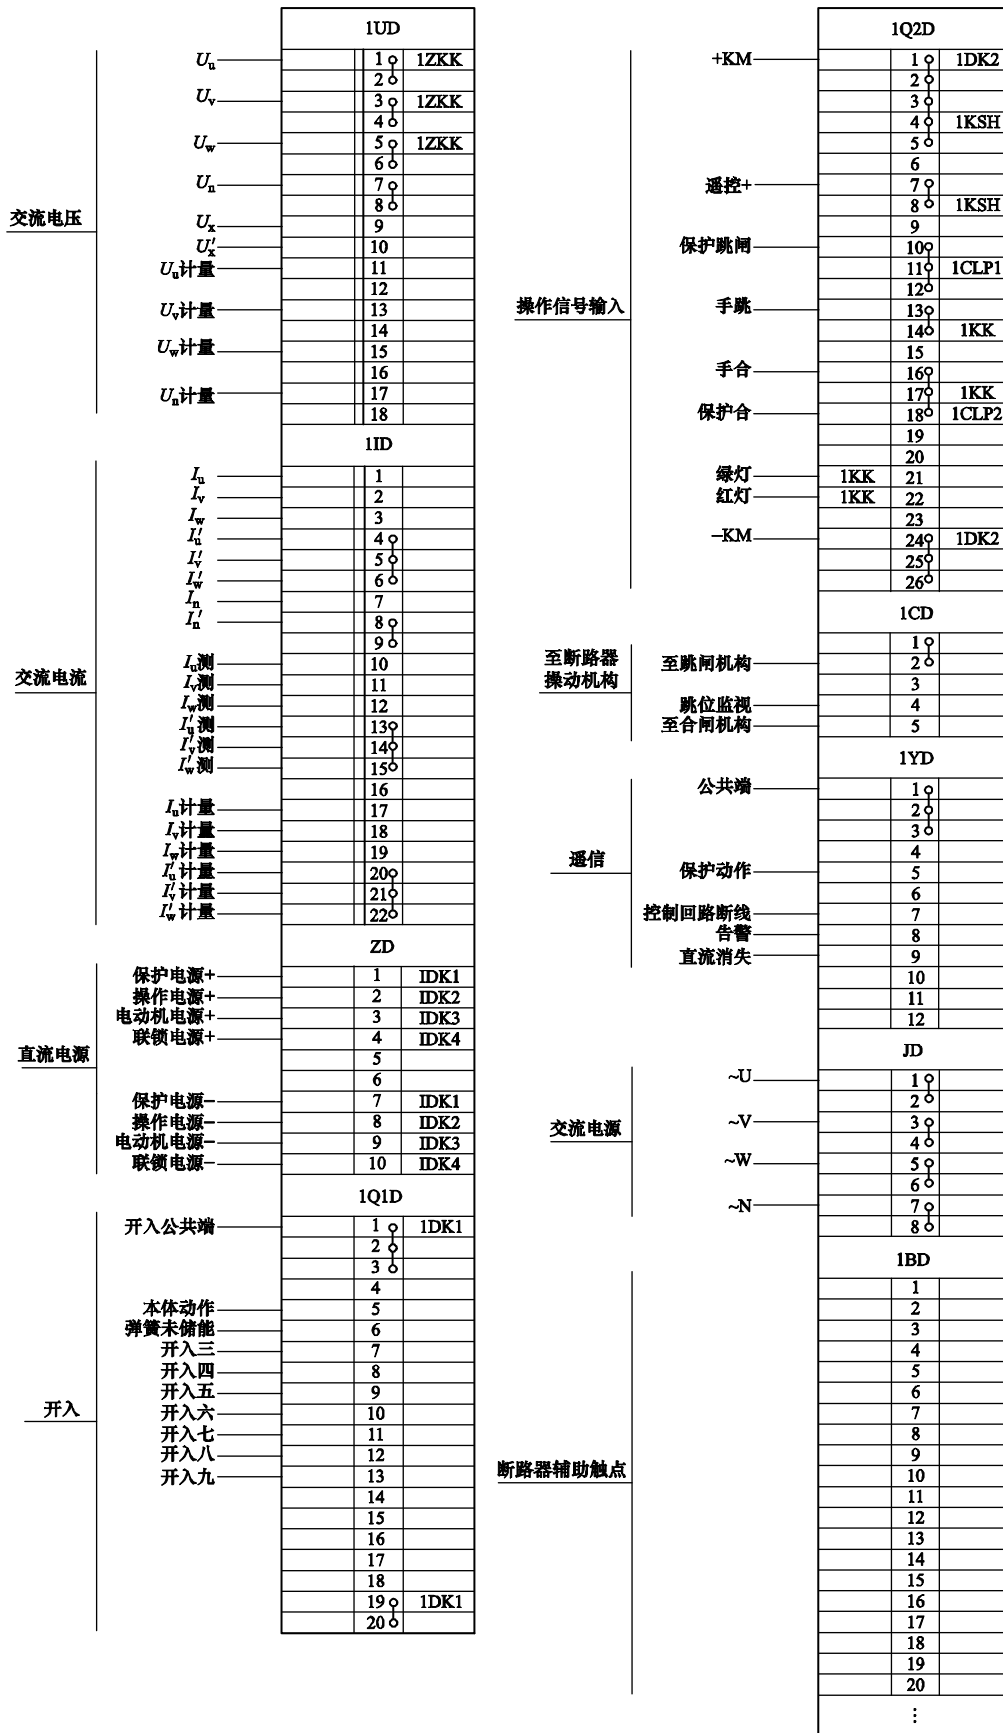 1UD
交流电压
Uu 1 1ZKK
2
Uv 3 1ZKK
4
Uw 5 1ZKK
6
Un 7
8
Ux 9
U′x 10
Uu计量 11
12
Uv计量 13
14
Uw计量 15
16
Un计量 17
18
1ID
交流电流
Iu 1
Iv 2
Iw 3
I′u 4
I′v 5
I′w 6
In 7
I′n 8
9
Iu测 10
Iv测 11
Iw测 12
I′u测 13
I′v测 14
I′w测 15
16
Iu计量 17
Iv计量 18
Iw计量 19
I′u计量 20
I′v计量 21
I′w计量 22
ZD
直流电源
保护电源+ 1 IDK1
操作电源+ 2 IDK2
电动机电源+ 3 IDK3
联锁电源+ 4 IDK4
5
6
保护电源− 7 IDK1
操作电源− 8 IDK2
电动机电源− 9 IDK3
联锁电源− 10 IDK4
1Q1D
开入
开入公共端 1 1DK1
2
3
4
本体动作 5
弹簧未储能 6
开入三 7
开入四 8
开入五 9
开入六 10
开入七 11
开入八 12
开入九 13
14
15
16
17
18
19 1DK1
20
1Q2D
操作信号输入
+KM 1 1DK2
2
3
4 1KSH
5
6
遥控+ 7
8 1KSH
9
保护跳闸 10
11 1CLP1
12
手跳 13
14 1KK
15
手合 16
17 1KK
保护合 18 1CLP2
19
20
绿灯 1KK 21
红灯 1KK 22
23
−KM 24 1DK2
25
26
1CD
至断路器
操动机构
1
至跳闸机构 2
3
跳位监视 4
至合闸机构 5
1YD
遥信
公共端 1
2
3
4
保护动作 5
6
控制回路断线 7
告警 8
直流消失 9
10
11
12
JD
交流电源
~U 1
2
~V 3
4
~W 5
6
~N 7
8
1BD
断路器辅助触点
1
2
3
4
5
6
7
8
9
10
11
12
13
14
15
16
17
18
19
20
⋮